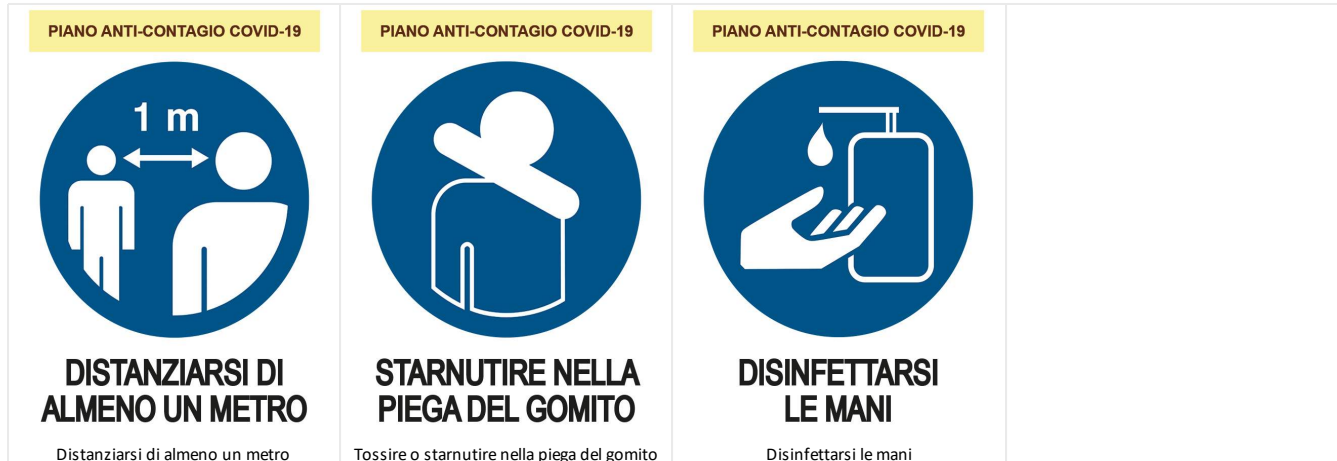 PIANO ANTI-CONTAGIO COVID-19
1 m
DISTANZIARSI DI
ALMENO UN METRO
Distanziarsi di almeno un metro
PIANO ANTI-CONTAGIO COVID-19
STARNUTIRE NELLA
PIEGA DEL GOMITO
Tossire o starnutire nella piega del gomito
PIANO ANTI-CONTAGIO COVID-19
DISINFETTARSI
LE MANI
Disinfettarsi le mani